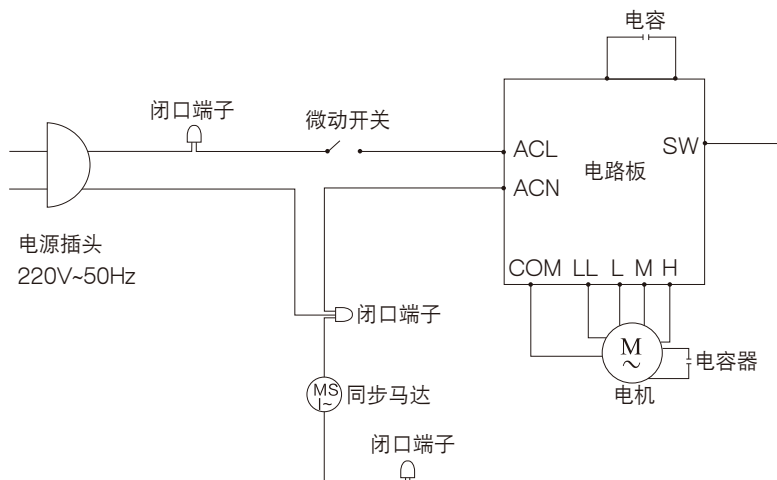 电容
闭口端子
微动开关
ACL
SW
电路板
ACN
电源插头
220V~50Hz
COM LL L M H
闭口端子
M
~
电容器
电机
MS
I~
同步马达
闭口端子